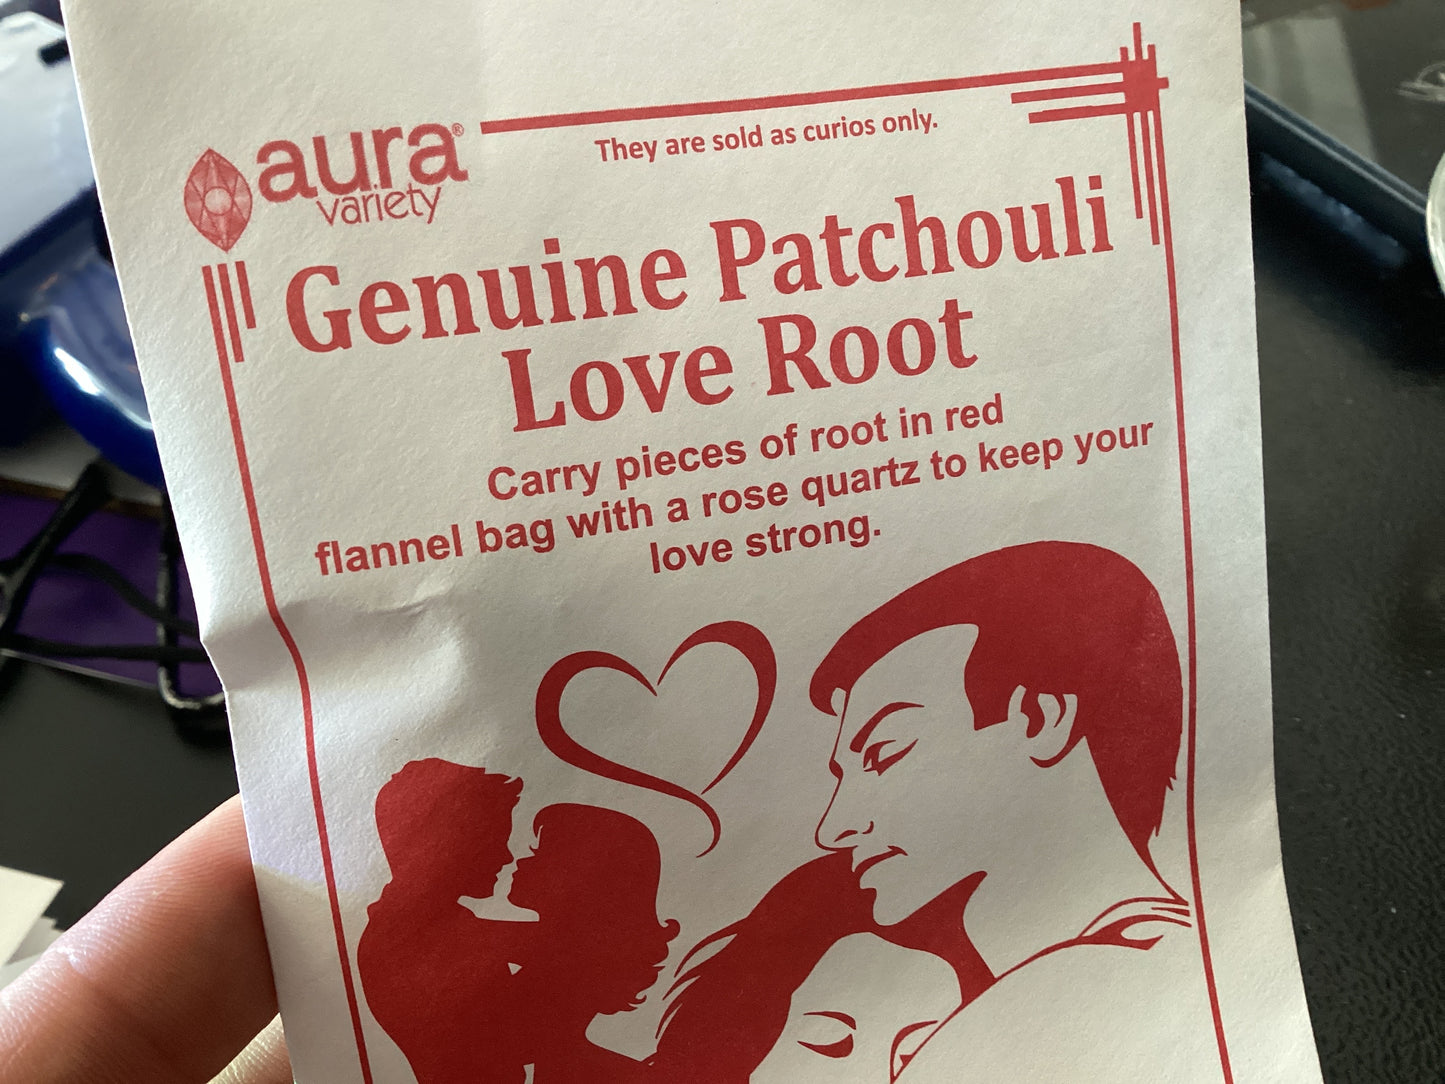 aura®
variety
They are sold as curios only.
Genuine Patchouli
Love Root
Carry pieces of root in red
flannel bag with a rose quartz to keep your
love strong.